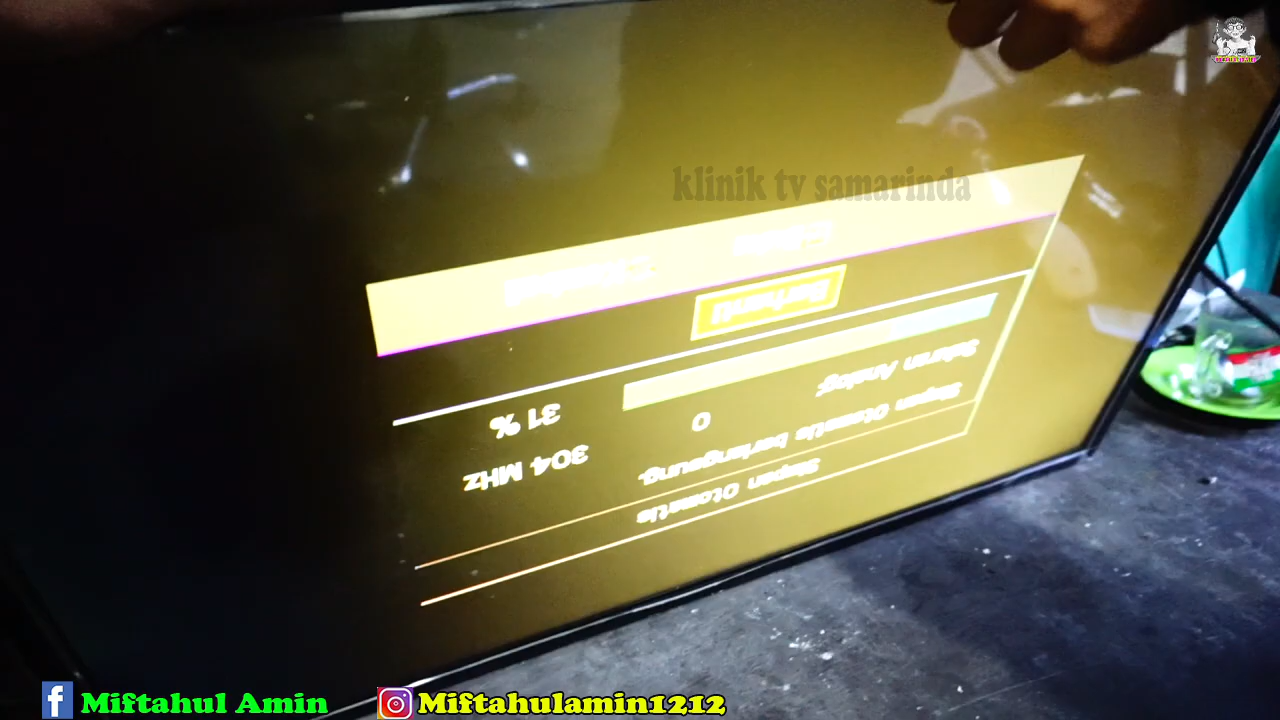 klinik tv samarinda
Simpan Otomatis
Simpan Otomatis berlangsung.
Saluran Analog:
0
304 MHz
31 %
Berhenti
Miftahul Amin
Miftahulamin1212